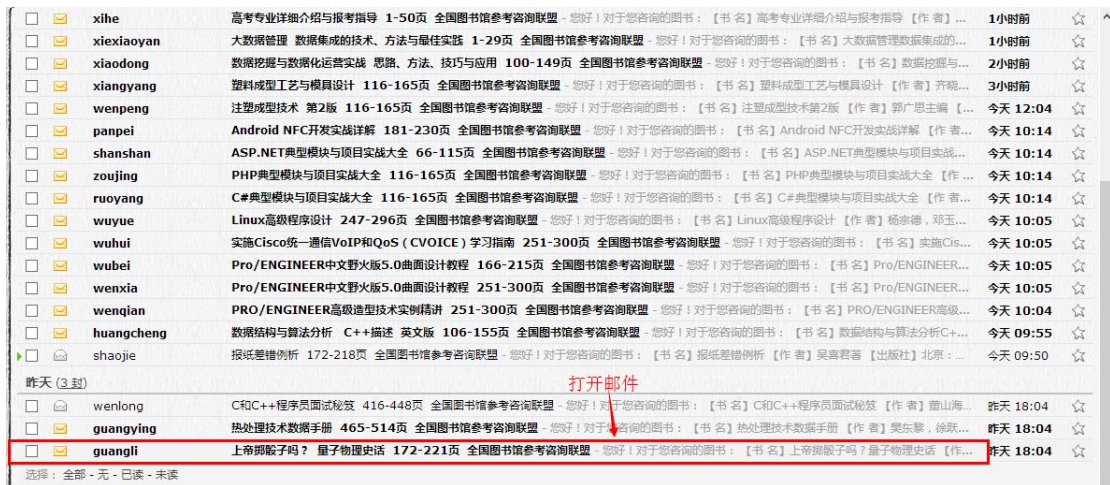 xihe 高考专业详细介绍与报考指导 1-50页 全国图书馆参考咨询联盟 - 您好！对于您咨询的图书： 【书 名】高考专业详细介绍与报考指导 【作 者】... 1小时前
xiexiaoyan 大数据管理 数据集成的技术、方法与最佳实践 1-29页 全国图书馆参考咨询联盟 - 您好！对于您咨询的图书： 【书 名】大数据管理数据集成的... 1小时前
xiaodong 数据挖掘与数据化运营实战 思路、方法、技巧与应用 100-149页 全国图书馆参考咨询联盟 - 您好！对于您咨询的图书： 【书 名】数据挖掘与... 2小时前
xiangyang 塑料成型工艺与模具设计 116-165页 全国图书馆参考咨询联盟 - 您好！对于您咨询的图书： 【书 名】塑料成型工艺与模具设计 【作 者】齐晓... 3小时前
wenpeng 注塑成型技术 第2版 116-165页 全国图书馆参考咨询联盟 - 您好！对于您咨询的图书： 【书 名】注塑成型技术第2版 【作 者】郭广思主编 【... 今天 12:04
panpei Android NFC开发实战详解 181-230页 全国图书馆参考咨询联盟 - 您好！对于您咨询的图书： 【书 名】Android NFC开发实战详解 【作 者... 今天 10:14
shanshan ASP.NET典型模块与项目实战大全 66-115页 全国图书馆参考咨询联盟 - 您好！对于您咨询的图书： 【书 名】ASP.NET典型模块与项目实战... 今天 10:14
zoujing PHP典型模块与项目实战大全 116-165页 全国图书馆参考咨询联盟 - 您好！对于您咨询的图书： 【书 名】PHP典型模块与项目实战大全 【作 ... 今天 10:14
ruoyang C#典型模块与项目实战大全 116-165页 全国图书馆参考咨询联盟 - 您好！对于您咨询的图书： 【书 名】C#典型模块与项目实战大全 【作 者... 今天 10:14
wuyue Linux高级程序设计 247-296页 全国图书馆参考咨询联盟 - 您好！对于您咨询的图书： 【书 名】Linux高级程序设计 【作 者】杨宗德，邓玉... 今天 10:05
wuhui 实施Cisco统一通信VoIP和QoS（CVOICE）学习指南 251-300页 全国图书馆参考咨询联盟 - 您好！对于您咨询的图书： 【书 名】实施Cis... 今天 10:05
wubei Pro/ENGINEER中文野火版5.0曲面设计教程 166-215页 全国图书馆参考咨询联盟 - 您好！对于您咨询的图书： 【书 名】Pro/ENGINEER... 今天 10:05
wenxia Pro/ENGINEER中文野火版5.0曲面设计教程 251-300页 全国图书馆参考咨询联盟 - 您好！对于您咨询的图书： 【书 名】Pro/ENGINEER... 今天 10:05
wenqian PRO/ENGINEER高级造型技术实例精讲 251-300页 全国图书馆参考咨询联盟 - 您好！对于您咨询的图书： 【书 名】PRO/ENGINEER高级... 今天 10:04
huangcheng 数据结构与算法分析 C++描述 英文版 106-155页 全国图书馆参考咨询联盟 - 您好！对于您咨询的图书： 【书 名】数据结构与算法分析C+... 今天 09:55
shaojie 报纸差错例析 172-218页 全国图书馆参考咨询联盟 - 您好！对于您咨询的图书： 【书 名】报纸差错例析 【作 者】吴喜君著 【出版社】北京：... 今天 09:50
昨天 (3 封)
打开邮件
wenlong C和C++程序员面试秘笈 416-448页 全国图书馆参考咨询联盟 - 您好！对于您咨询的图书： 【书 名】C和C++程序员面试秘笈 【作 者】董山海... 昨天 18:04
guangying 热处理技术数据手册 465-514页 全国图书馆参考咨询联盟 - 您好！对于您咨询的图书： 【书 名】热处理技术数据手册 【作 者】樊东黎，徐跃... 昨天 18:04
guangli 上帝掷骰子吗？ 量子物理史话 172-221页 全国图书馆参考咨询联盟 - 您好！对于您咨询的图书： 【书 名】上帝掷骰子吗？量子物理史话 【作... 昨天 18:04
选择：全部 - 无 - 已读 - 未读